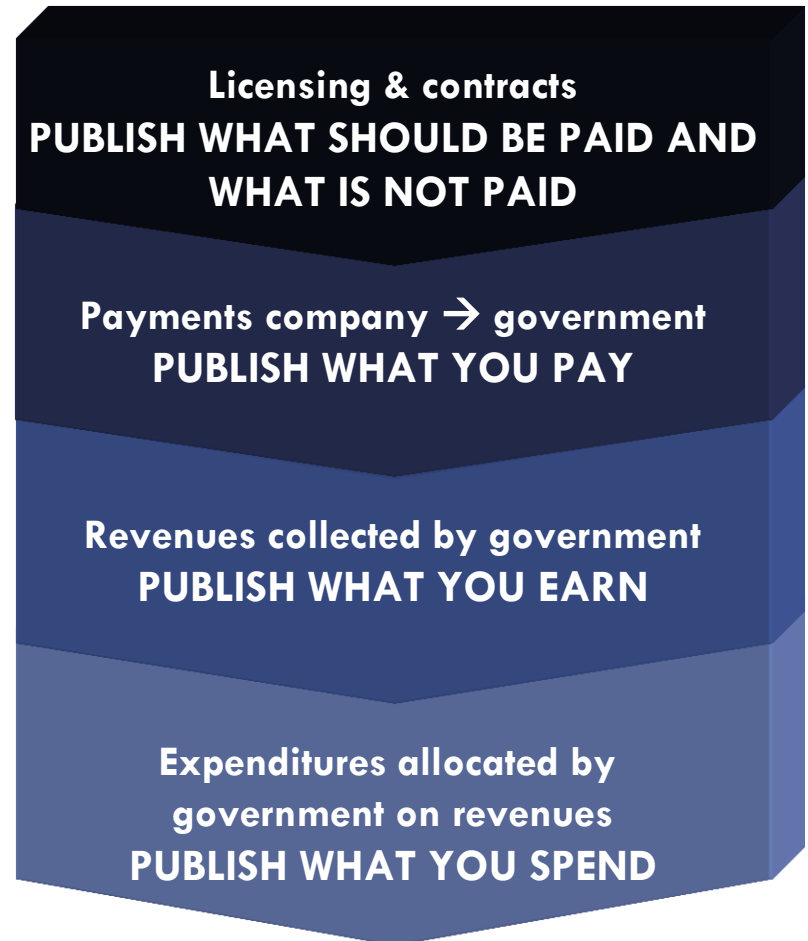 Licensing & contracts
PUBLISH WHAT SHOULD BE PAID AND
WHAT IS NOT PAID
Payments company → government
PUBLISH WHAT YOU PAY
Revenues collected by government
PUBLISH WHAT YOU EARN
Expenditures allocated by
government on revenues
PUBLISH WHAT YOU SPEND